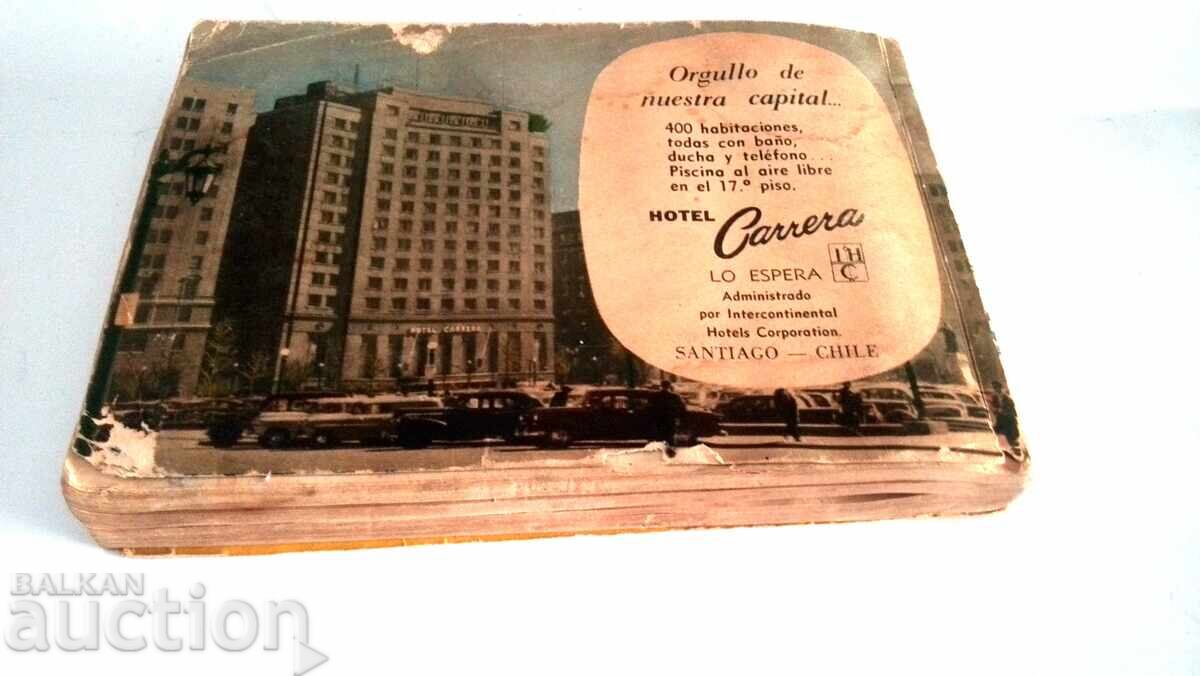 Orgullo de
nuestra capital...
400 habitaciones,
todas con baño,
ducha y teléfono...
Piscina al aire libre
en el 17.º piso.
HOTEL Carrera
LO ESPERA
IHC
Administrado
por Intercontinental
Hotels Corporation.
SANTIAGO — CHILE
HOTEL CARRERA
BALKAN
auction